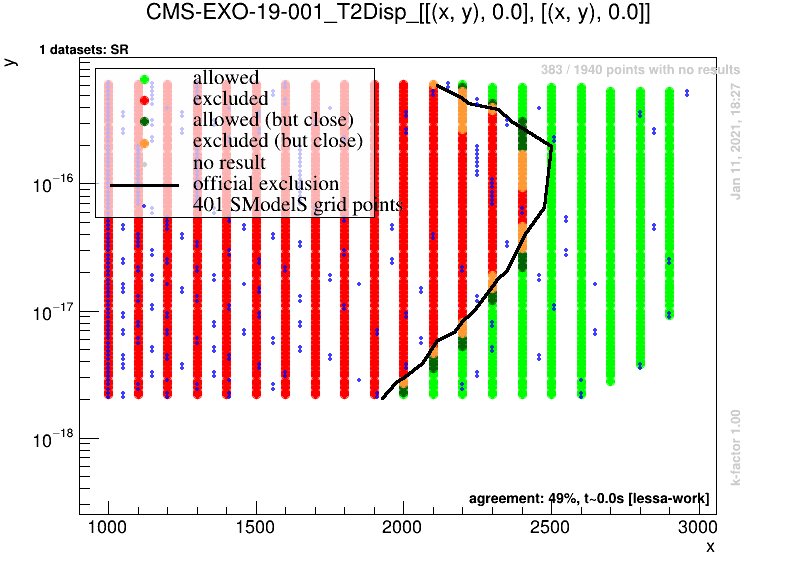 CMS-EXO-19-001_T2Disp_[[(x, y), 0.0], [(x, y), 0.0]]
y
1 datasets: SR
383 / 1940 points with no results
allowed
excluded
allowed (but close)
excluded (but close)
no result
official exclusion
401 SModelS grid points
Jan 11, 2021, 18:27
10⁻¹⁶
10⁻¹⁷
10⁻¹⁸
k-factor 1.00
agreement: 49%, t~0.0s [lessa-work]
1000 1500 2000 2500 3000
x